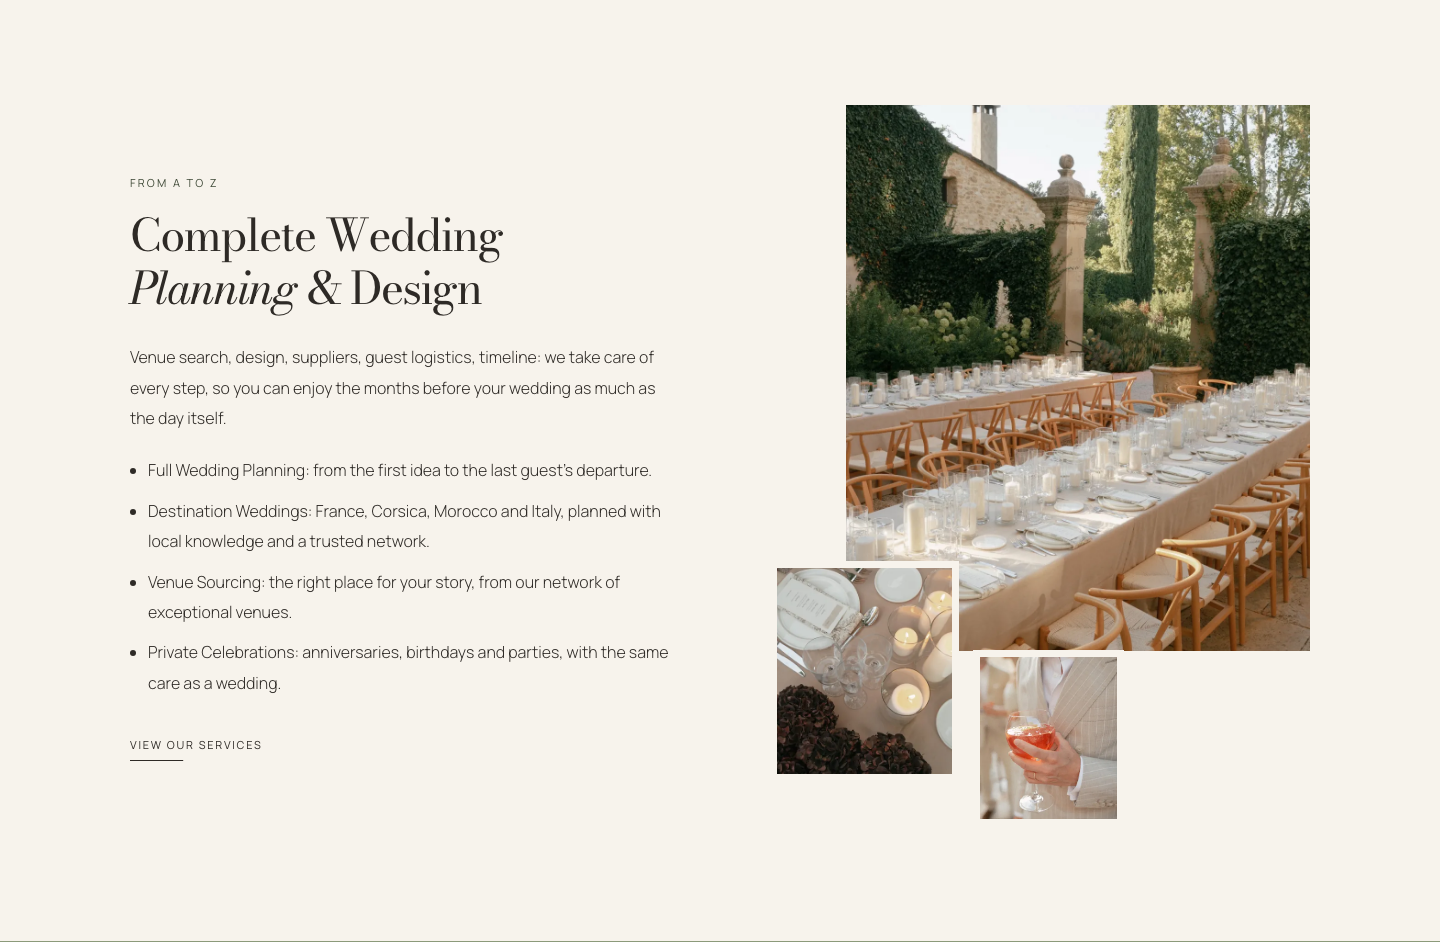 FROM A TO Z
Complete Wedding
Planning & Design
Venue search, design, suppliers, guest logistics, timeline: we take care of
every step, so you can enjoy the months before your wedding as much as
the day itself.
Full Wedding Planning: from the first idea to the last guest’s departure.
Destination Weddings: France, Corsica, Morocco and Italy, planned with
local knowledge and a trusted network.
Venue Sourcing: the right place for your story, from our network of
exceptional venues.
Private Celebrations: anniversaries, birthdays and parties, with the same
care as a wedding.
VIEW OUR SERVICES